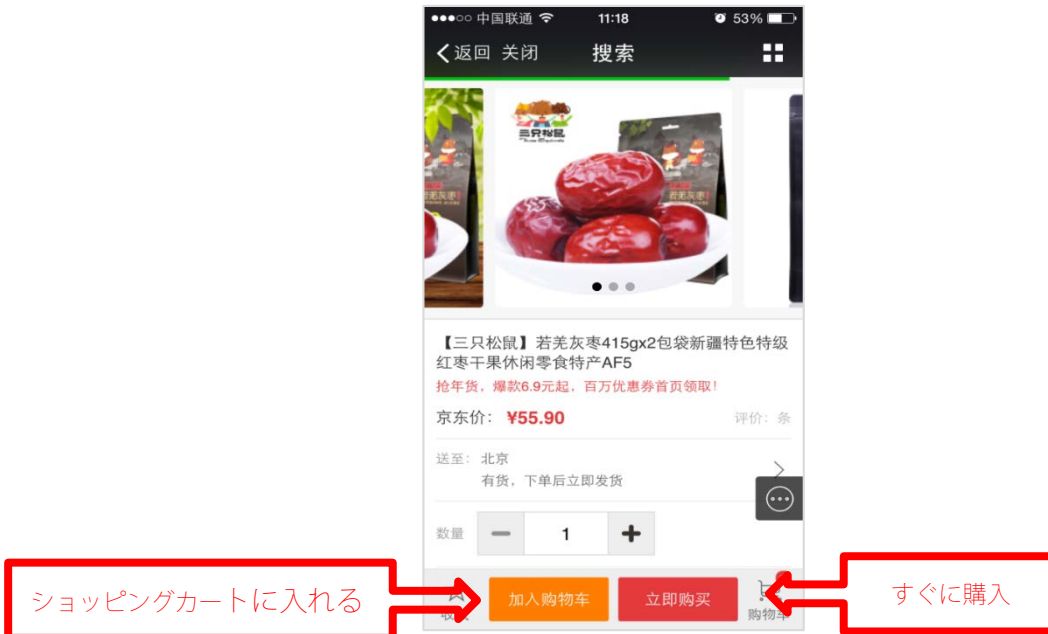 中国联通 11:18 53%
返回 关闭 搜索
三只松鼠
Three Squirrels
若羌灰枣
【三只松鼠】若羌灰枣415gx2包袋新疆特色特级
红枣干果休闲零食特产AF5
抢年货，爆款6.9元起，百万优惠券首页领取！
京东价： ¥55.90 评价：条
送至： 北京
有货，下单后立即发货
数量 1
ショッピングカートに入れる
加入购物车 立即购买
购物车
すぐに購入